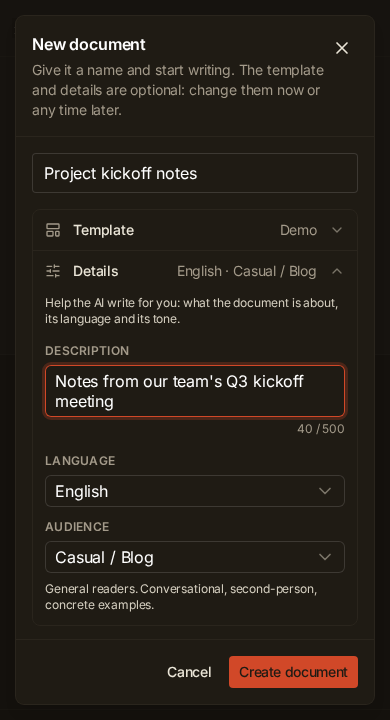 New document
Give it a name and start writing. The template
and details are optional: change them now or
any time later.
Project kickoff notes
Template
Demo
Details
English · Casual / Blog
Help the AI write for you: what the document is about,
its language and its tone.
DESCRIPTION
Notes from our team's Q3 kickoff
meeting
40 / 500
LANGUAGE
English
AUDIENCE
Casual / Blog
General readers. Conversational, second-person,
concrete examples.
Cancel
Create document